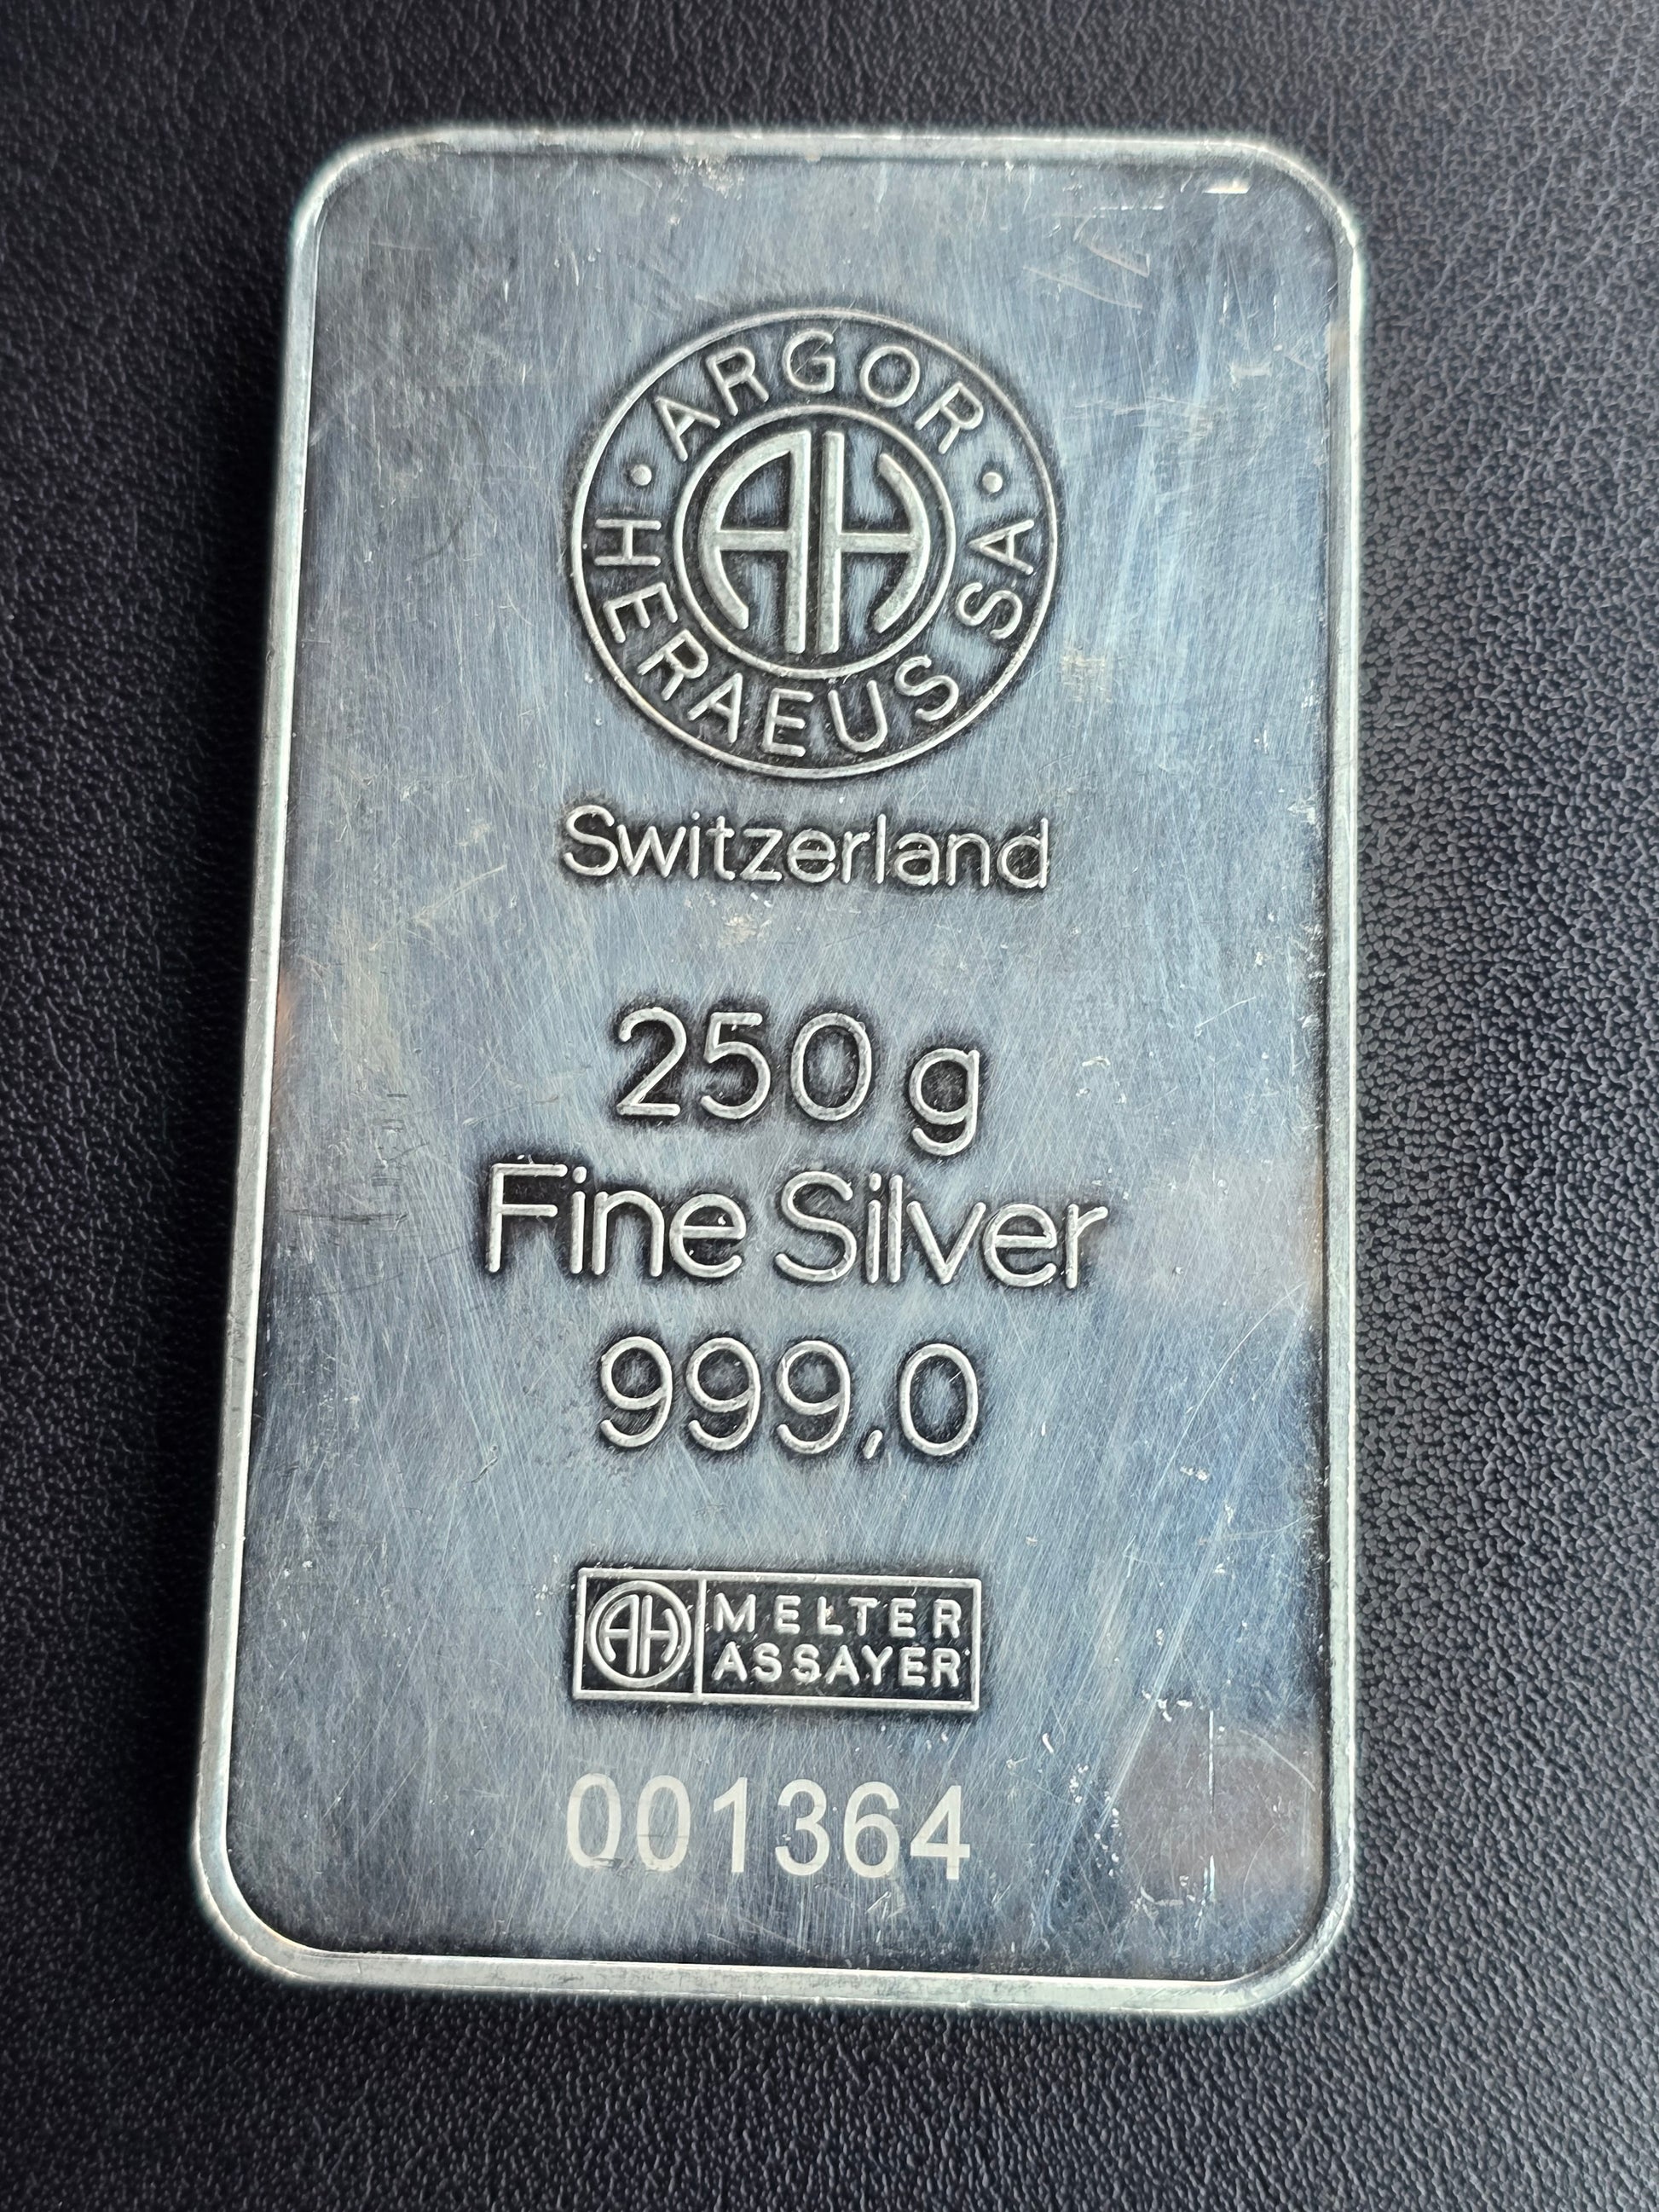 · ARGOR ·
HERAEUS SA
AH
Switzerland
250 g
Fine Silver
999,0
AH MELTER
ASSAYER
001364